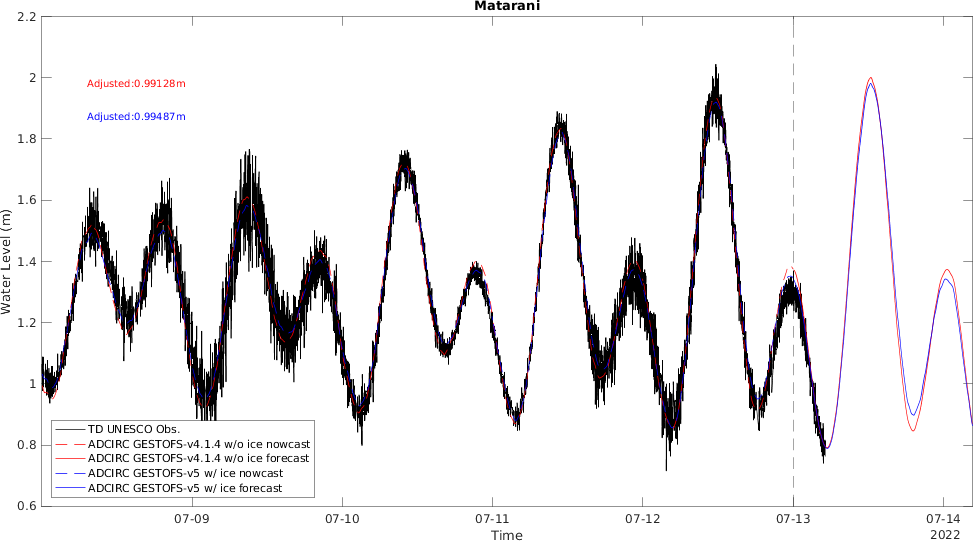 Matarani
2.2
2
1.8
1.6
1.4
1.2
1
0.8
0.6
Water Level (m)
Adjusted:0.99128m
Adjusted:0.99487m
TD UNESCO Obs.
ADCIRC GESTOFS-v4.1.4 w/o ice nowcast
ADCIRC GESTOFS-v4.1.4 w/o ice forecast
ADCIRC GESTOFS-v5 w/ ice nowcast
ADCIRC GESTOFS-v5 w/ ice forecast
07-09 07-10 07-11 07-12 07-13 07-14
Time
2022